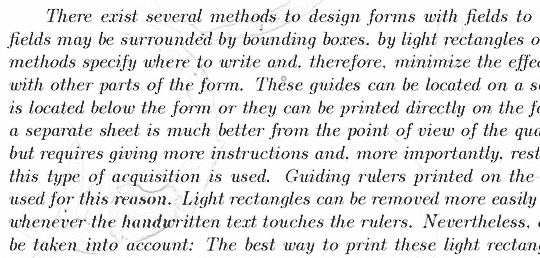 There exist several methods to design forms with fields to
fields may be surrounded by bounding boxes, by light rectangles o
methods specify where to write and, therefore, minimize the effec
with other parts of the form. These guides can be located on a s
is located below the form or they can be printed directly on the fo
a separate sheet is much better from the point of view of the qua
but requires giving more instructions and, more importantly, rest
this type of acquisition is used. Guiding rulers printed on the
used for this reason. Light rectangles can be removed more easily
whenever the handwritten text touches the rulers. Nevertheless,
be taken into account: The best way to print these light rectang